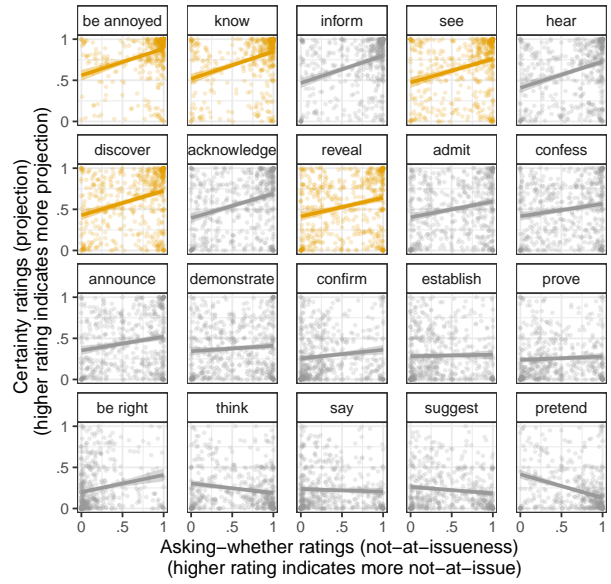 be annoyed know inform see hear
1
.5
0
discover acknowledge reveal admit confess
1
.5
0
announce demonstrate confirm establish prove
1
.5
0
be right think say suggest pretend
1
.5
0
0 .5 1 0 .5 1 0 .5 1 0 .5 1 0 .5 1
Certainty ratings (projection)
(higher rating indicates more projection)
Asking−whether ratings (not−at−issueness)
(higher rating indicates more not−at−issue)